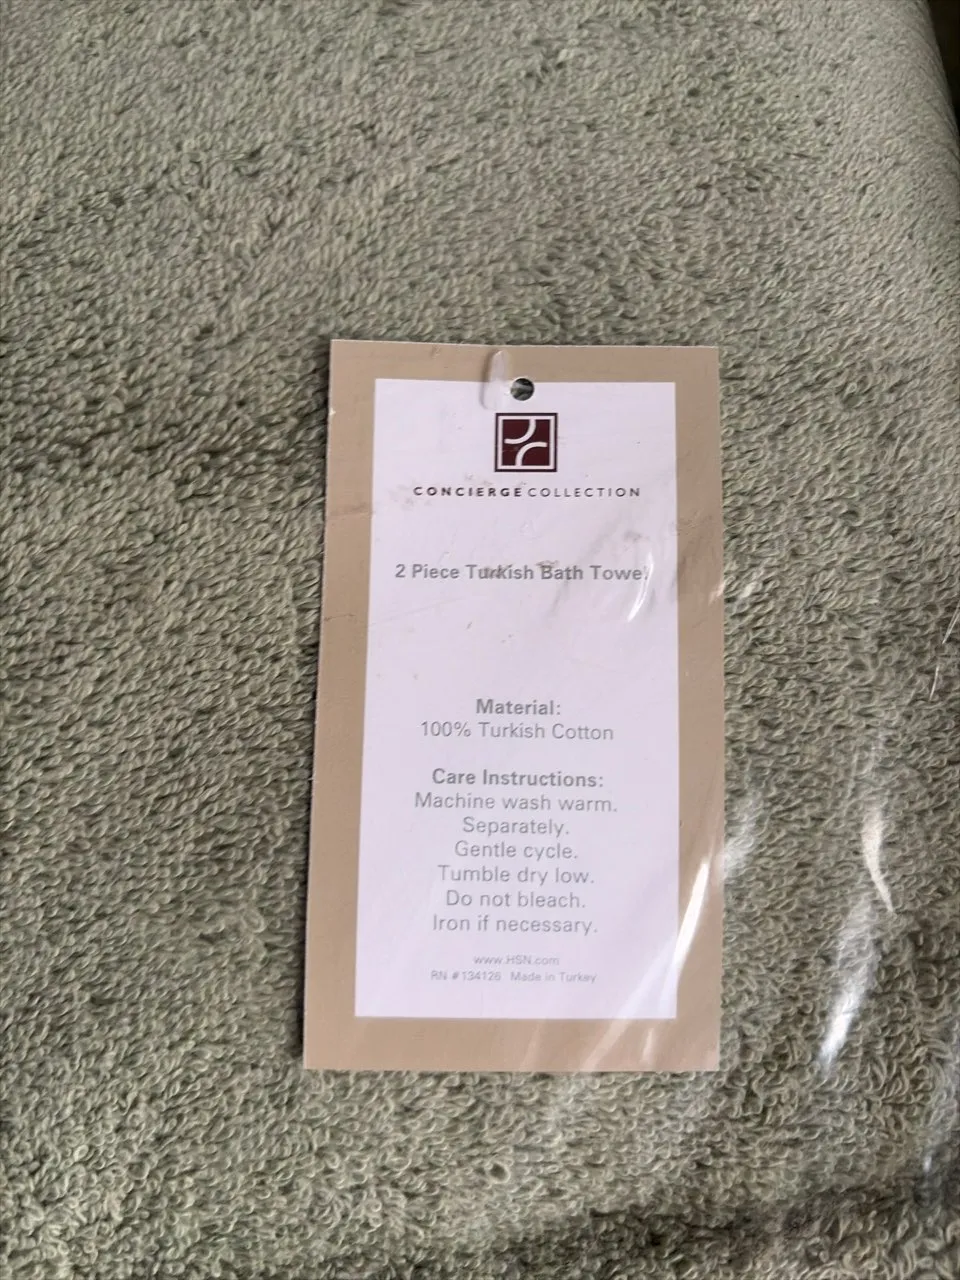 CONCIERGE COLLECTION
2 Piece Turkish Bath Towel
Material:
100% Turkish Cotton
Care Instructions:
Machine wash warm.
Separately.
Gentle cycle.
Tumble dry low.
Do not bleach.
Iron if necessary.
www.HSN.com
RN # 134126 Made in Turkey